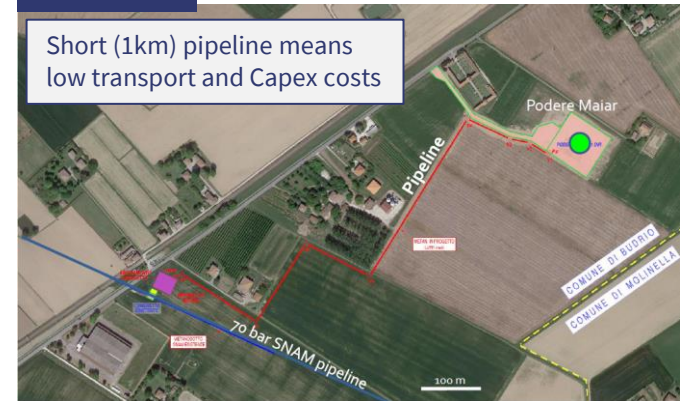 Short (1km) pipeline means
low transport and Capex costs
Podere Maiar
Pipeline
COMUNE DI BUDRIO
COMUNE DI MOLINELLA
70 bar SNAM pipeline
100 m